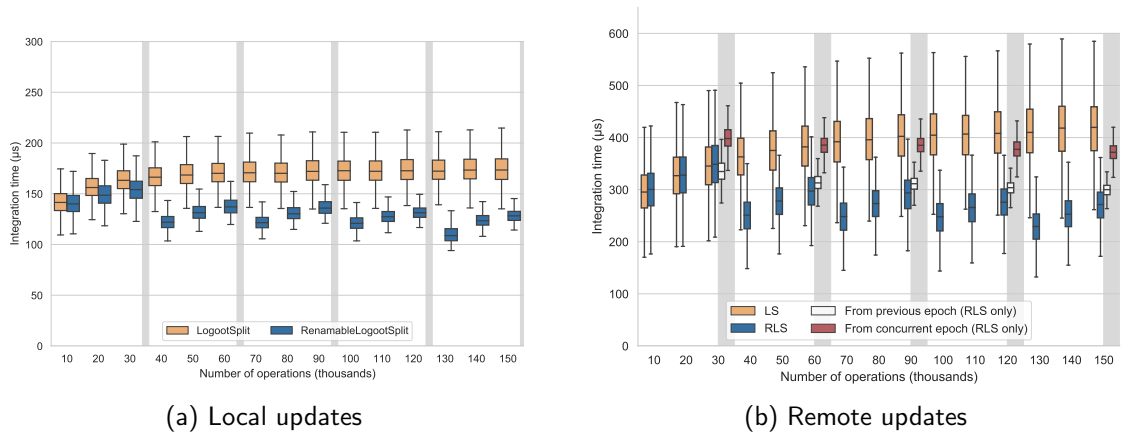 300
250
200
150
100
50
0
Integration time (µs)
LogootSplit
RenamableLogootSplit
10 20 30 40 50 60 70 80 90 100 110 120 130 140 150
Number of operations (thousands)
(a) Local updates
600
500
400
300
200
100
0
Integration time (µs)
LS
From previous epoch (RLS only)
RLS
From concurrent epoch (RLS only)
10 20 30 40 50 60 70 80 90 100 110 120 130 140 150
Number of operations (thousands)
(b) Remote updates